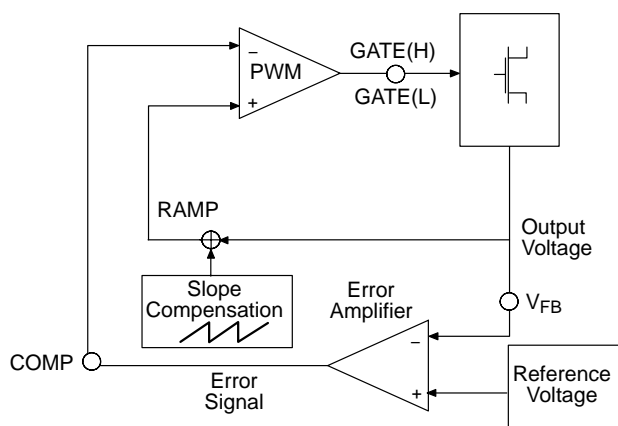 GATE(H)
−
PWM
+
GATE(L)
RAMP
Output
Voltage
Slope
Compensation
Error
Amplifier
VFB
−
COMP
Error
Signal
+
Reference
Voltage